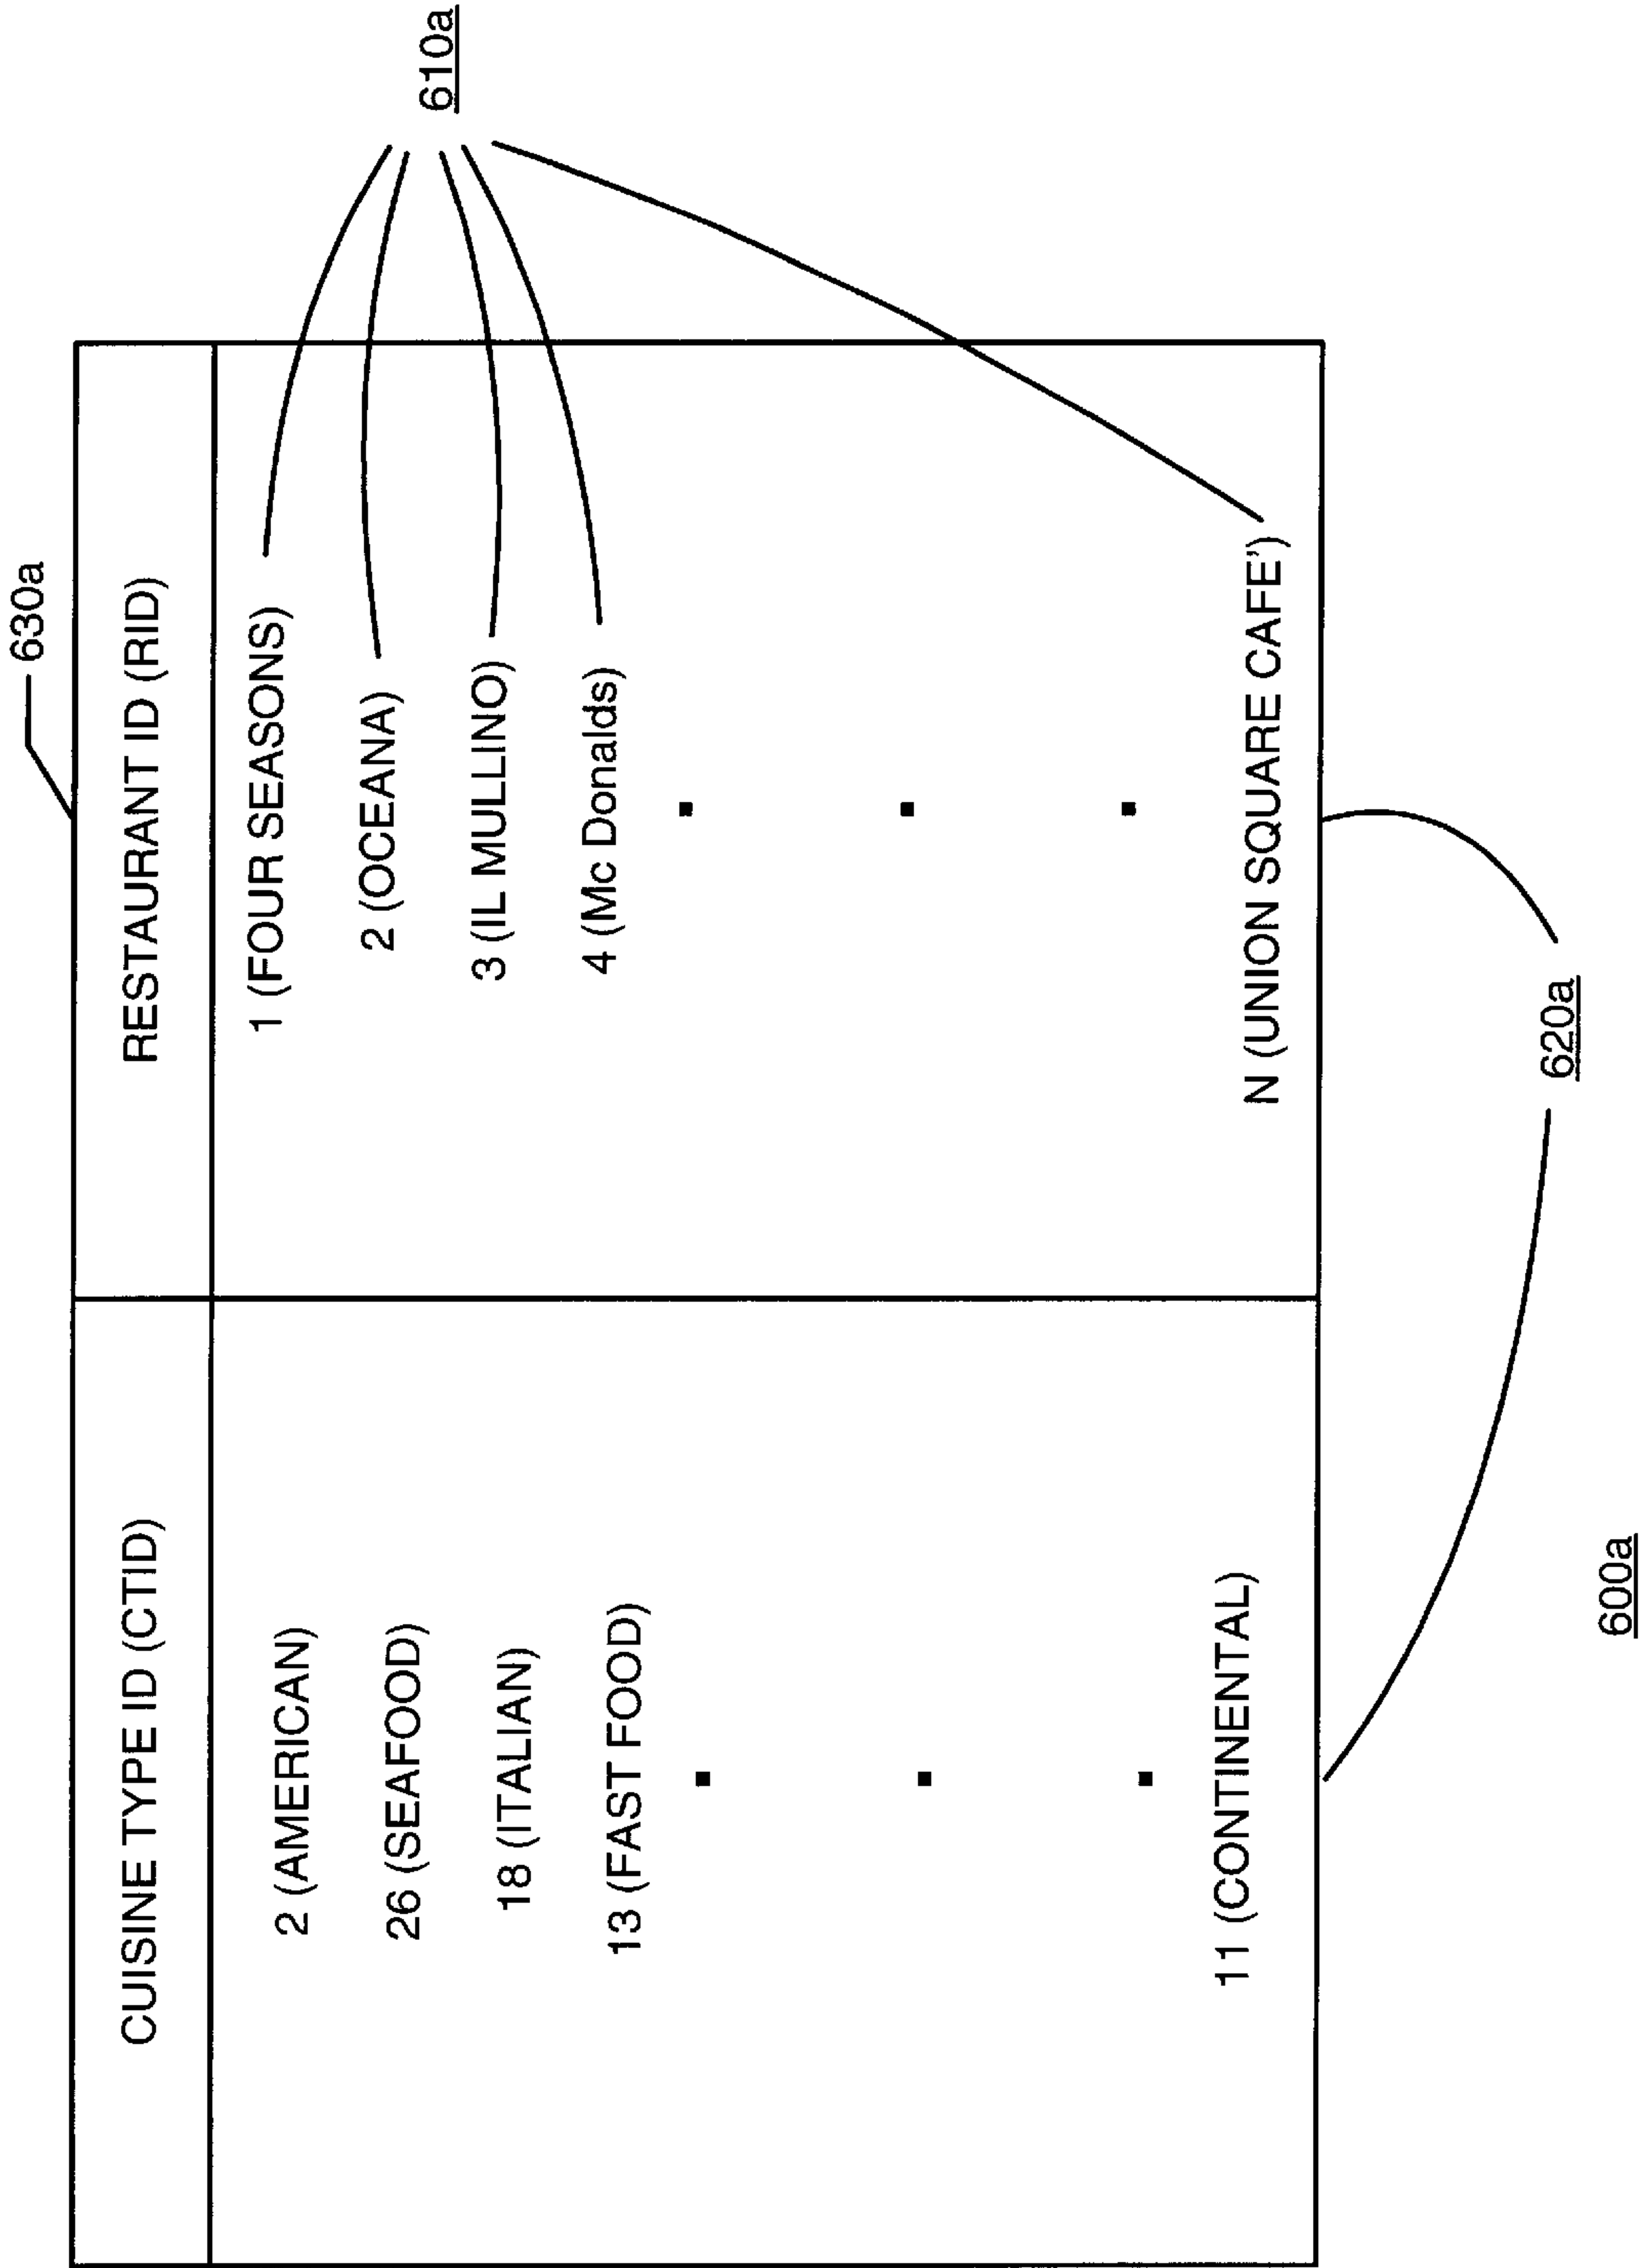 630a
CUISINE TYPE ID (CTID)
RESTAURANT ID (RID)
2 (AMERICAN)
1 (FOUR SEASONS)
26 (SEAFOOD)
2 (OCEANA)
18 (ITALIAN)
3 (IL MULLINO)
13 (FAST FOOD)
4 (Mc Donalds)
11 (CONTINENTAL)
N (UNION SQUARE CAFE')
610a
620a
600a